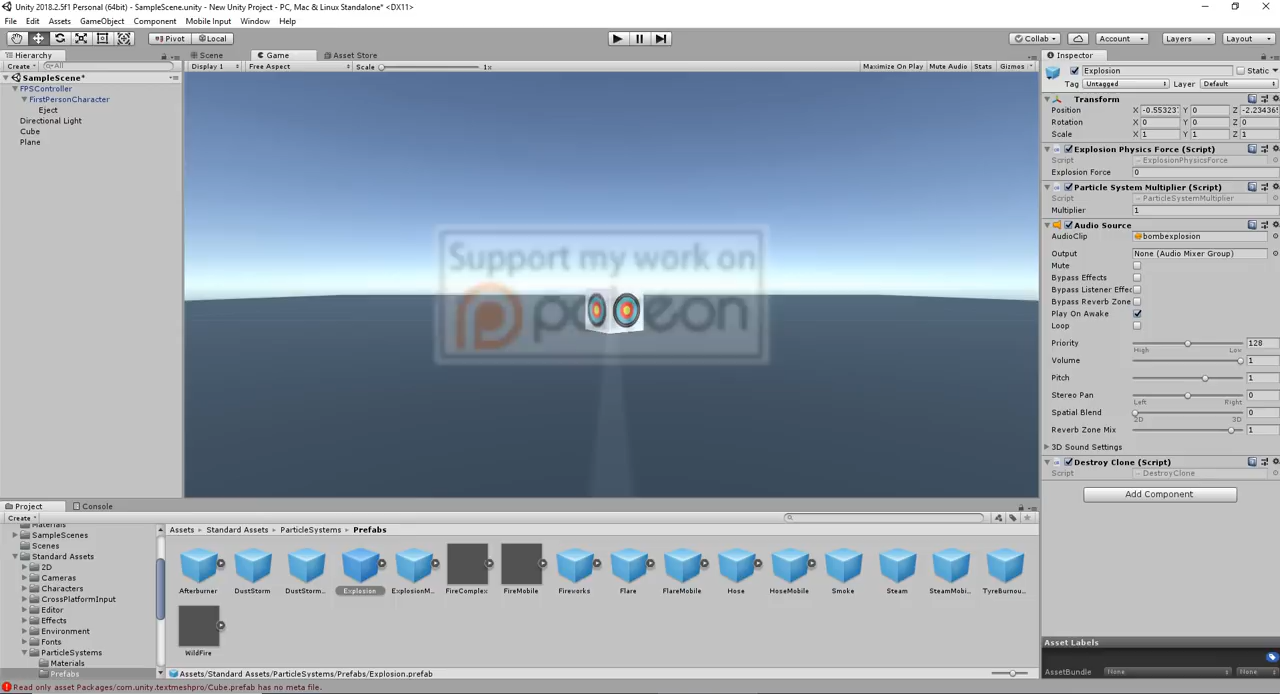 Unity 2018.2.5f1 Personal (64bit) - SampleScene.unity - New Unity Project - PC, Mac & Linux Standalone* <DX11>
File Edit Assets GameObject Component Mobile Input Window Help
Pivot Local Collab Account Layers Layout
Hierarchy Scene Game Asset Store Inspector
Create All Display 1 Free Aspect Scale 1x Maximize On Play Mute Audio Stats Gizmos Explosion Static
SampleScene*
Tag Untagged Layer Default
FPSController
FirstPersonCharacter
Eject
Directional Light
Cube
Plane
Transform
Position X -0.55323 Y 0 Z -2.234365
Rotation X 0 Y 0 Z 0
Scale X 1 Y 1 Z 1
Explosion Physics Force (Script)
Script ExplosionPhysicsForce
Explosion Force 0
Particle System Multiplier (Script)
Script ParticleSystemMultiplier
Multiplier 1
Audio Source
AudioClip bombexplosion
Output None (Audio Mixer Group)
Mute
Bypass Effects
Bypass Listener Effec
Bypass Reverb Zone
Play On Awake
Loop
Priority 128
High Low
Volume 1
Pitch 1
Stereo Pan 0
Left Right
Spatial Blend 0
2D 3D
Reverb Zone Mix 1
3D Sound Settings
Destroy Clone (Script)
Script DestroyClone
Add Component
Support my work on
patreon
Project Console
Create
Assets Standard Assets ParticleSystems Prefabs
Materials
SampleScenes
Scenes
Standard Assets
2D
Cameras
Characters
CrossPlatformInput
Editor
Effects
Environment
Fonts
ParticleSystems
Materials
Prefabs
Afterburner DustStorm DustStorm... Explosion ExplosionM... FireComplex FireMobile Fireworks Flare FlareMobile Hose HoseMobile Smoke Steam SteamMobi... TyreBurnou...
WildFire
Assets/Standard Assets/ParticleSystems/Prefabs/Explosion.prefab
Asset Labels
AssetBundle None None
Read only asset Packages/com.unity.textmeshpro/Cube.prefab has no meta file.